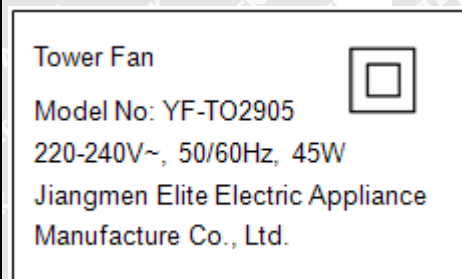 Tower Fan
Model No: YF-TO2905
220-240V~, 50/60Hz, 45W
Jiangmen Elite Electric Appliance
Manufacture Co., Ltd.